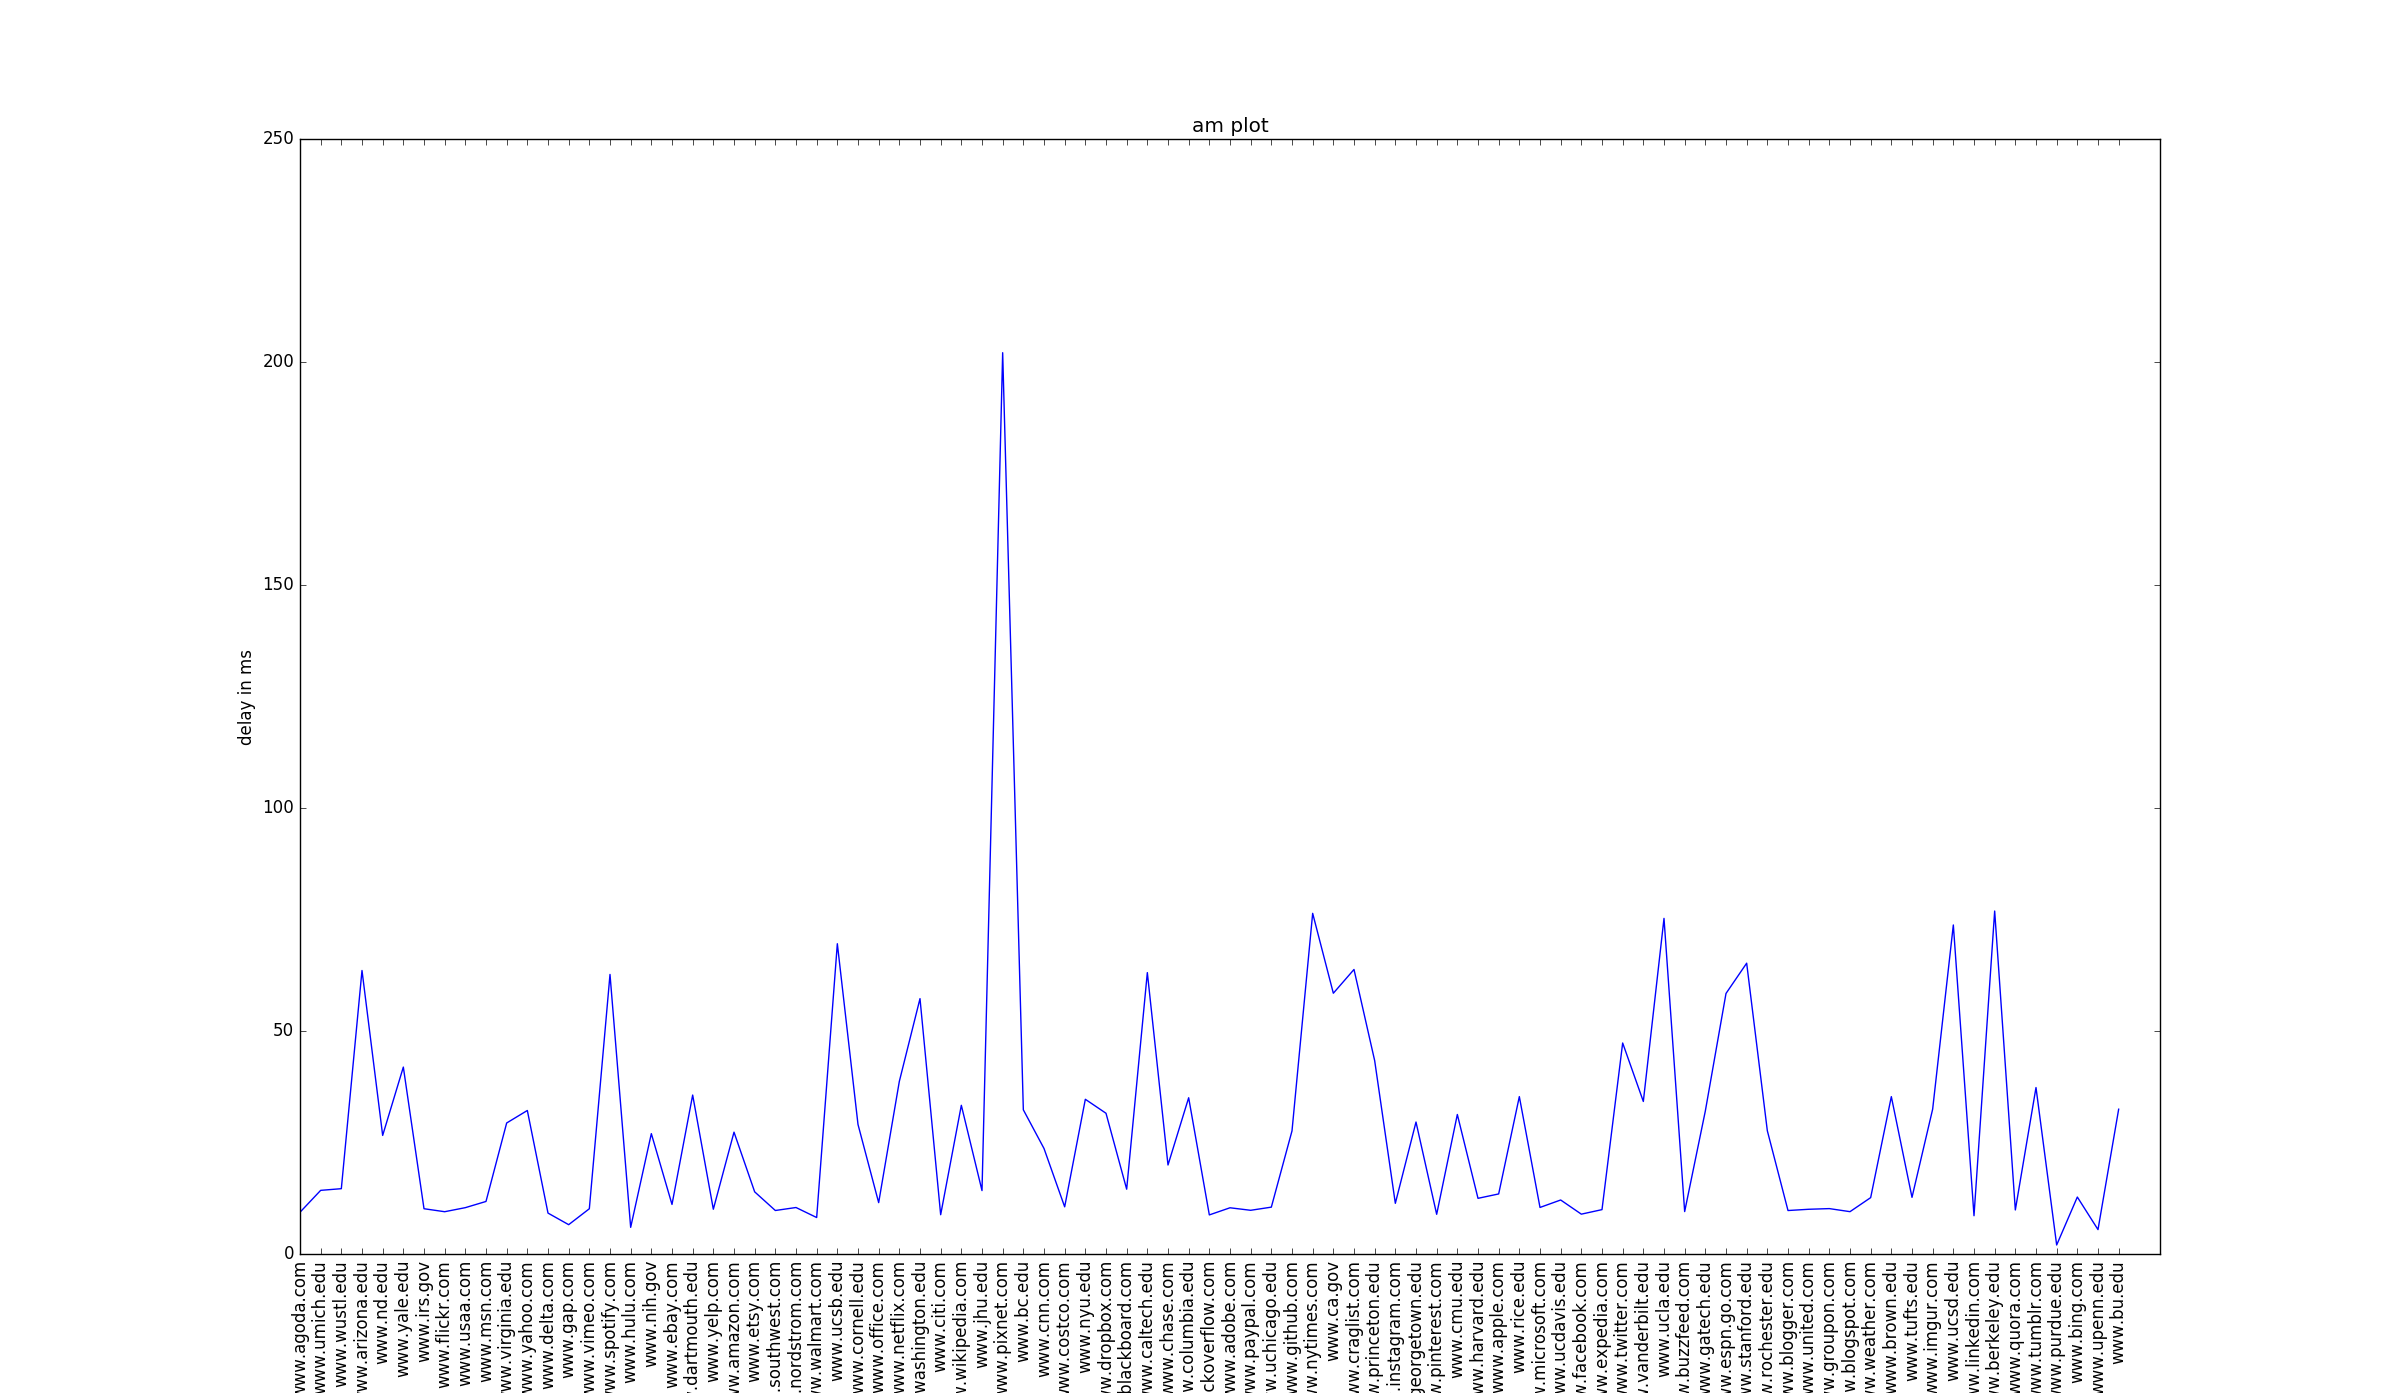 am plot
250
200
150
100
50
0
delay in ms
www.agoda.com
www.umich.edu
www.wustl.edu
ww.arizona.edu
www.nd.edu
www.yale.edu
www.irs.gov
www.flickr.com
www.usaa.com
www.msn.com
ww.virginia.edu
www.yahoo.com
www.delta.com
www.gap.com
www.vimeo.com
ww.spotify.com
www.hulu.com
www.nih.gov
www.ebay.com
.dartmouth.edu
www.yelp.com
ww.amazon.com
www.etsy.com
.southwest.com
.nordstrom.com
ww.walmart.com
www.ucsb.edu
www.cornell.edu
www.office.com
www.netflix.com
washington.edu
www.citi.com
w.wikipedia.com
www.jhu.edu
ww.pixnet.com
www.bc.edu
www.cnn.com
ww.costco.com
www.nyu.edu
w.dropbox.com
blackboard.com
ww.caltech.edu
www.chase.com
w.columbia.edu
ckoverflow.com
www.adobe.com
www.paypal.com
w.uchicago.edu
www.github.com
ww.nytimes.com
www.ca.gov
ww.craglist.com
w.princeton.edu
.instagram.com
georgetown.edu
w.pinterest.com
www.cmu.edu
ww.harvard.edu
www.apple.com
www.rice.edu
w.microsoft.com
www.ucdavis.edu
w.facebook.com
ww.expedia.com
www.twitter.com
w.vanderbilt.edu
www.ucla.edu
w.buzzfeed.com
www.gatech.edu
ww.espn.go.com
ww.stanford.edu
w.rochester.edu
ww.blogger.com
www.united.com
w.groupon.com
w.blogspot.com
ww.weather.com
www.brown.edu
www.tufts.edu
www.imgur.com
www.ucsd.edu
ww.linkedin.com
ww.berkeley.edu
www.quora.com
www.tumblr.com
ww.purdue.edu
www.bing.com
www.upenn.edu
www.bu.edu